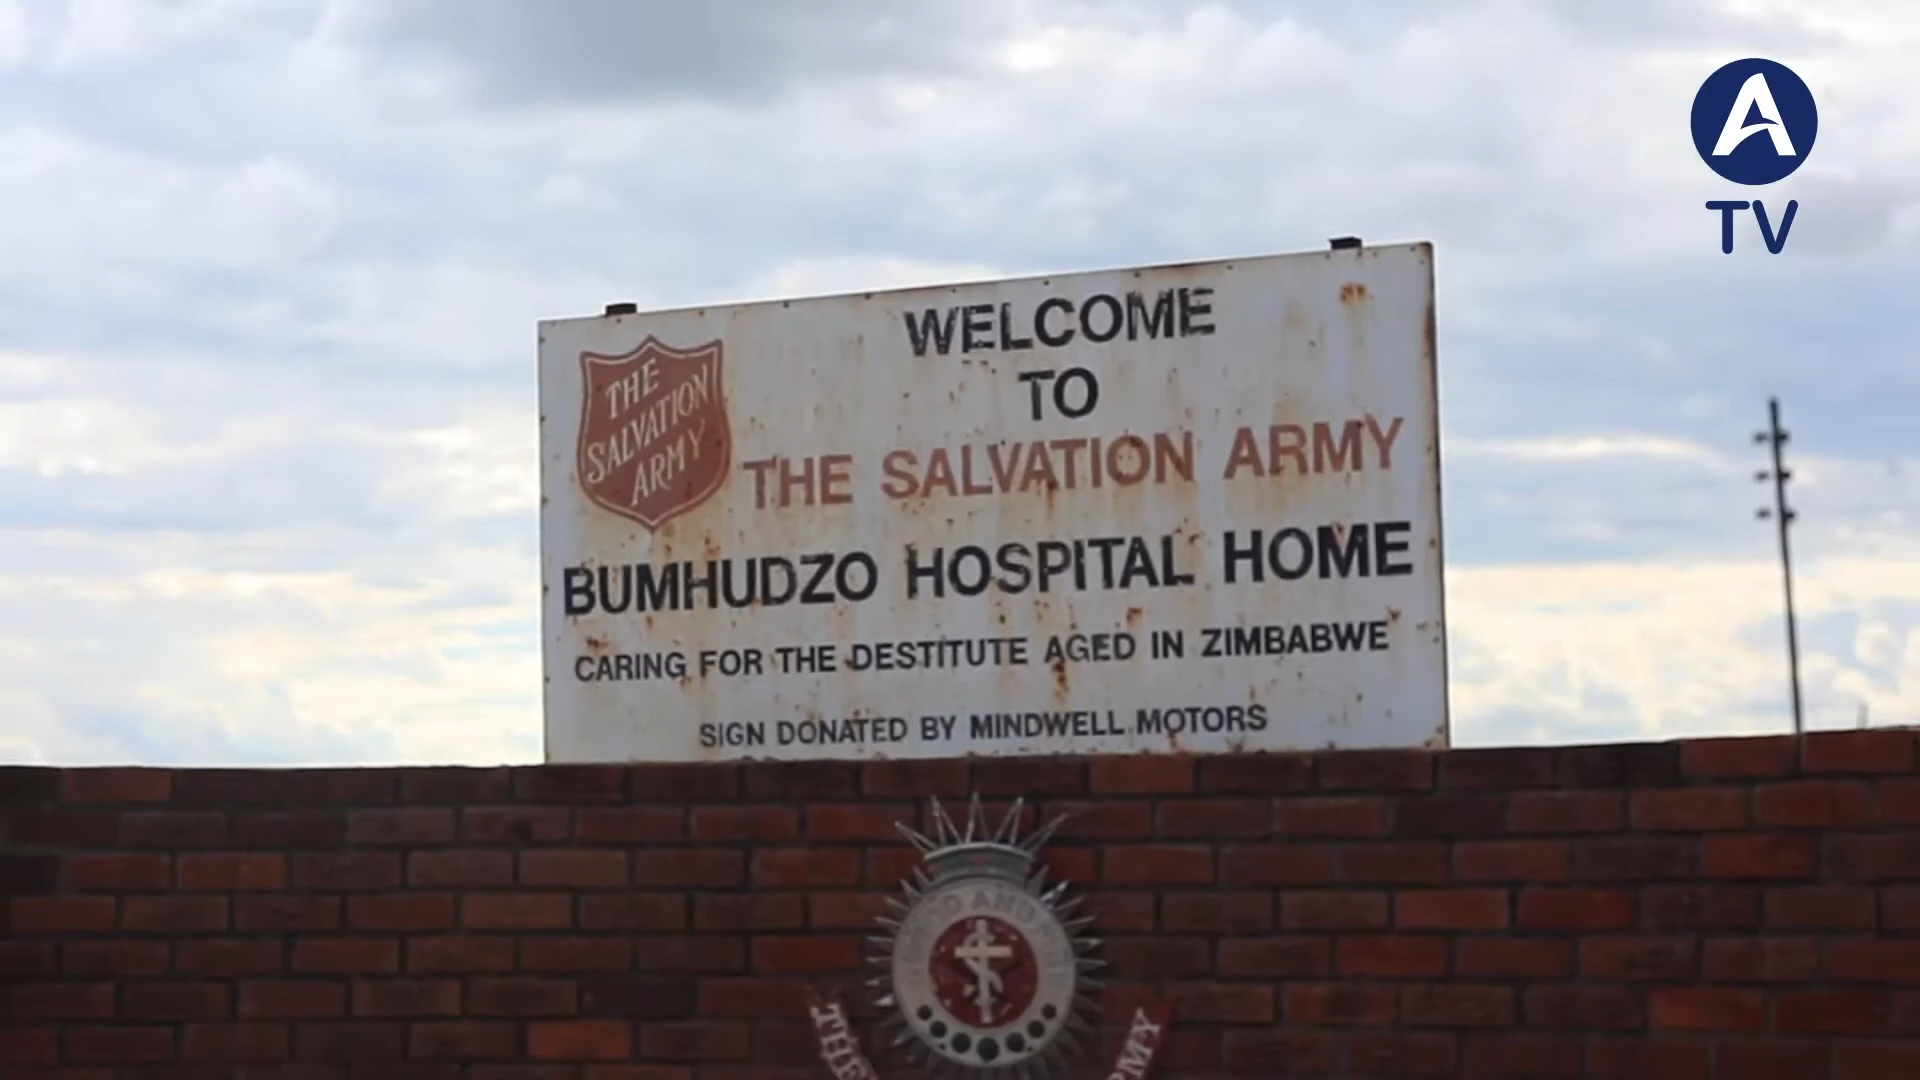 A
TV
WELCOME
TO
THE
SALVATION
ARMY
THE SALVATION ARMY
BUMHUDZO HOSPITAL HOME
CARING FOR THE DESTITUTE AGED IN ZIMBABWE
SIGN DONATED BY MINDWELL MOTORS
THE